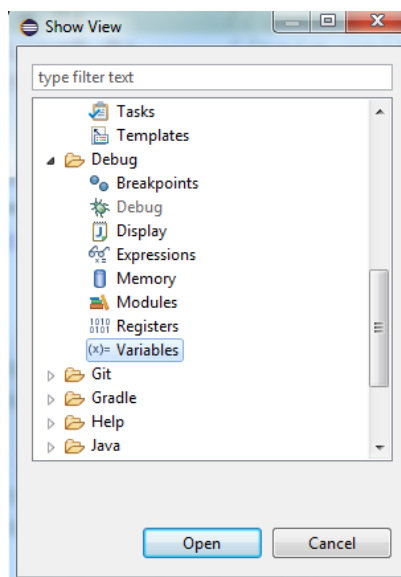 Show View
type filter text
Tasks
Templates
Debug
Breakpoints
Debug
Display
Expressions
Memory
Modules
1010
0101 Registers
(x)= Variables
Git
Gradle
Help
Java
Open Cancel